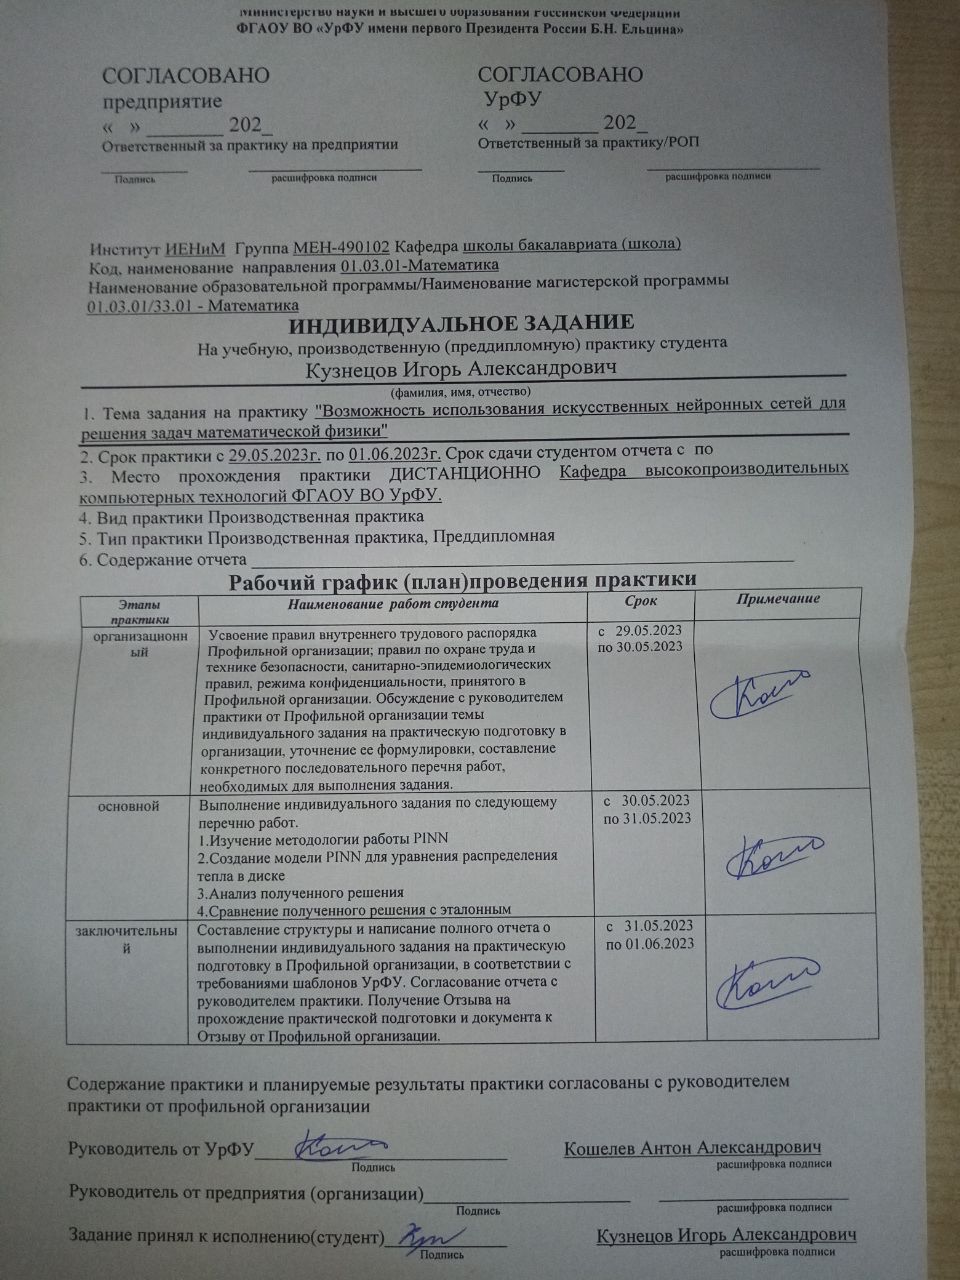 Министерство науки и высшего образования Российской Федерации
ФГАОУ ВО «УрФУ имени первого Президента России Б.Н. Ельцина»
СОГЛАСОВАНО
предприятие
« » _______ 202_
Ответственный за практику на предприятии
Подпись расшифровка подписи
СОГЛАСОВАНО
УрФУ
« » _______ 202_
Ответственный за практику/РОП
Подпись расшифровка подписи
Институт ИЕНиМ Группа МЕН-490102 Кафедра школы бакалавриата (школа)
Код, наименование направления 01.03.01-Математика
Наименование образовательной программы/Наименование магистерской программы
01.03.01/33.01 - Математика
ИНДИВИДУАЛЬНОЕ ЗАДАНИЕ
На учебную, производственную (преддипломную) практику студента
Кузнецов Игорь Александрович
(фамилия, имя, отчество)
1. Тема задания на практику "Возможность использования искусственных нейронных сетей для
решения задач математической физики"
2. Срок практики с 29.05.2023г. по 01.06.2023г. Срок сдачи студентом отчета с по
3. Место прохождения практики ДИСТАНЦИОННО Кафедра высокопроизводительных
компьютерных технологий ФГАОУ ВО УрФУ.
4. Вид практики Производственная практика
5. Тип практики Производственная практика, Преддипломная
6. Содержание отчета
Рабочий график (план)проведения практики
Этапы
практики
Наименование работ студента
Срок
Примечание
организационн
ый
Усвоение правил внутреннего трудового распорядка
Профильной организации; правил по охране труда и
технике безопасности, санитарно-эпидемиологических
правил, режима конфиденциальности, принятого в
Профильной организации. Обсуждение с руководителем
практики от Профильной организации темы
индивидуального задания на практическую подготовку в
организации, уточнение ее формулировки, составление
конкретного последовательного перечня работ,
необходимых для выполнения задания.
с 29.05.2023
по 30.05.2023
основной
Выполнение индивидуального задания по следующему
перечню работ.
1.Изучение методологии работы PINN
2.Создание модели PINN для уравнения распределения
тепла в диске
3.Анализ полученного решения
4.Сравнение полученного решения с эталонным
с 30.05.2023
по 31.05.2023
заключительны
й
Составление структуры и написание полного отчета о
выполнении индивидуального задания на практическую
подготовку в Профильной организации, в соответствии с
требованиями шаблонов УрФУ. Согласование отчета с
руководителем практики. Получение Отзыва на
прохождение практической подготовки и документа к
Отзыву от Профильной организации.
с 31.05.2023
по 01.06.2023
Содержание практики и планируемые результаты практики согласованы с руководителем
практики от профильной организации
Руководитель от УрФУ Кошелев Антон Александрович
Подпись расшифровка подписи
Руководитель от предприятия (организации)
Подпись расшифровка подписи
Задание принял к исполнению(студент) Кузнецов Игорь Александрович
Подпись расшифровка подписи